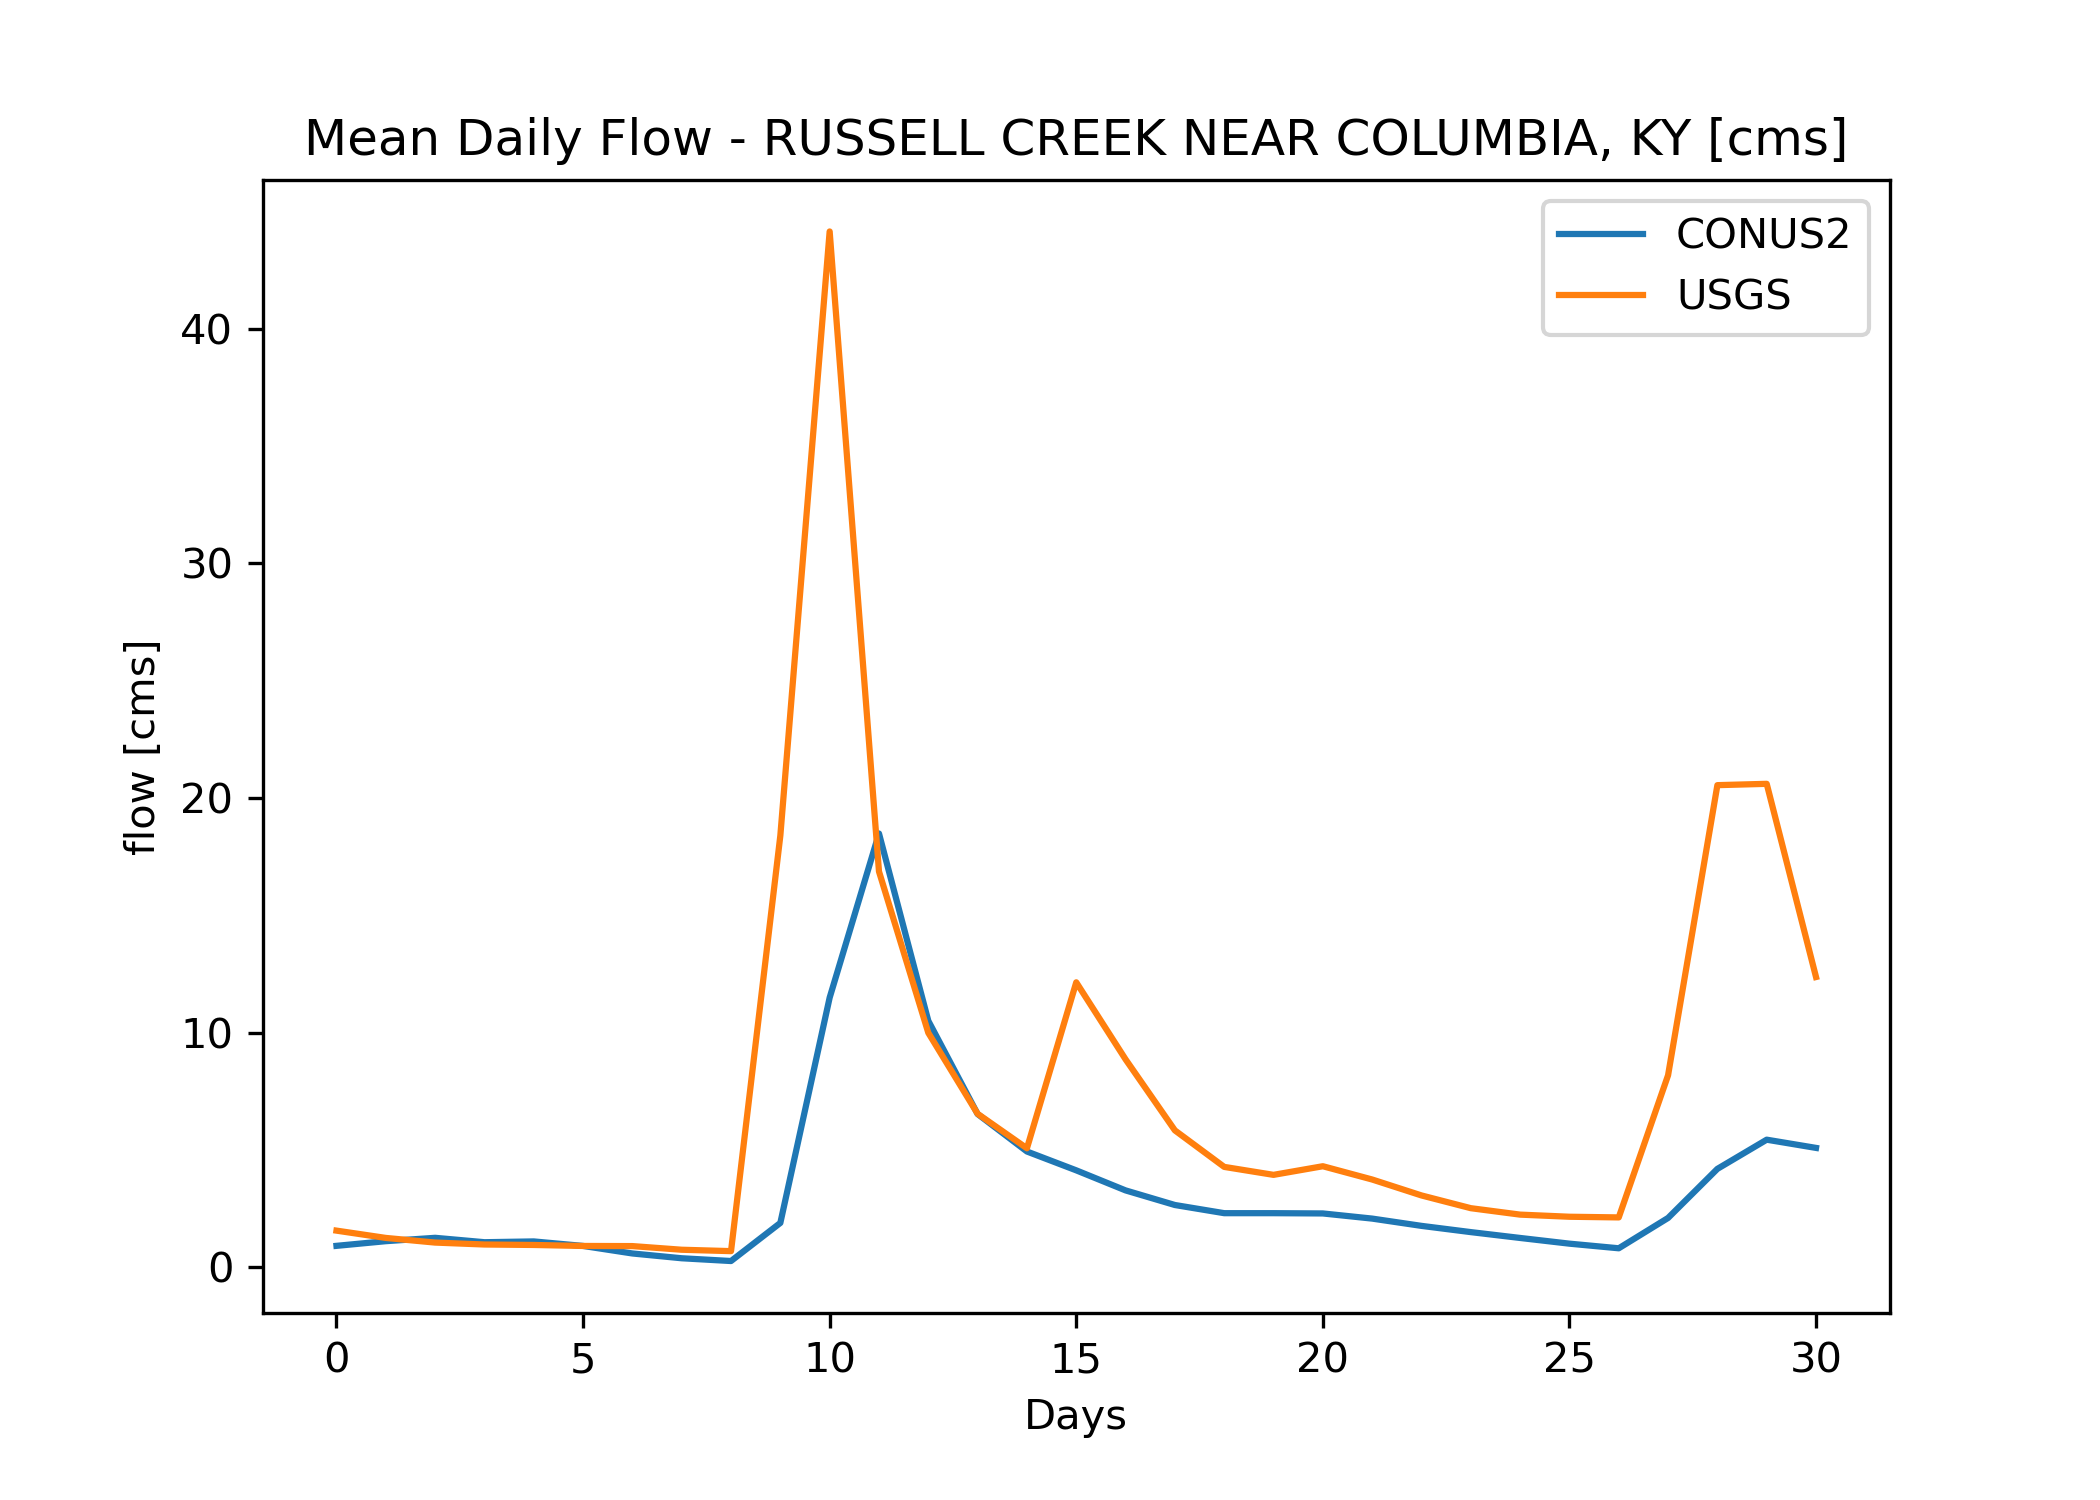 Mean Daily Flow - RUSSELL CREEK NEAR COLUMBIA, KY [cms]
CONUS2
USGS
flow [cms]
40
30
20
10
0
0 5 10 15 20 25 30
Days